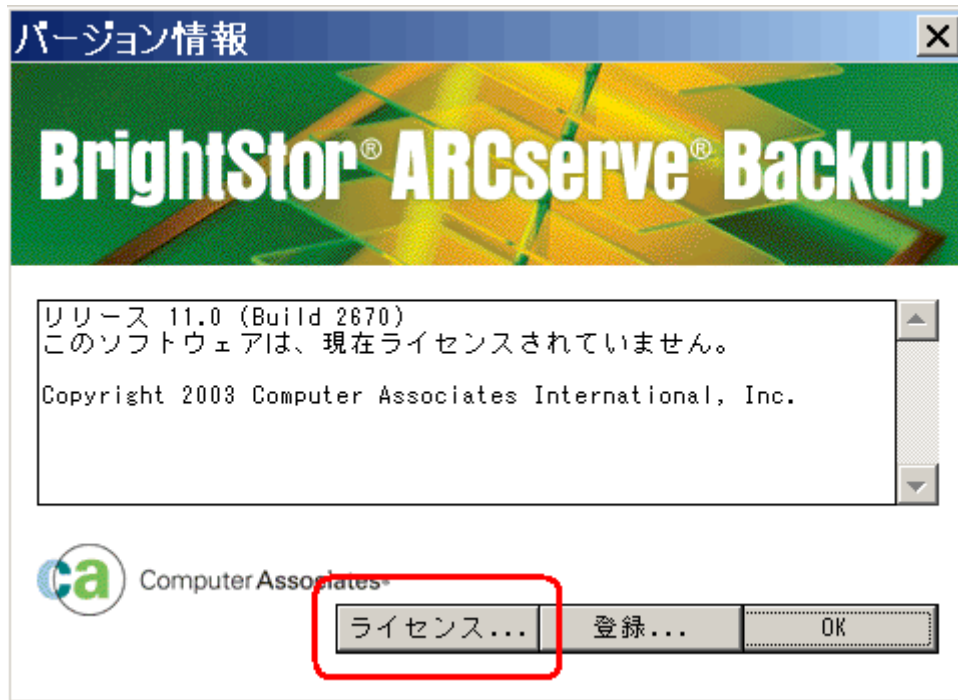 バージョン情報
BrightStor® ARCserve® Backup
リリース 11.0 (Build 2670)
このソフトウェアは、現在ライセンスされていません。
Copyright 2003 Computer Associates International, Inc.
ca Computer Associates®
ライセンス... 登録... OK